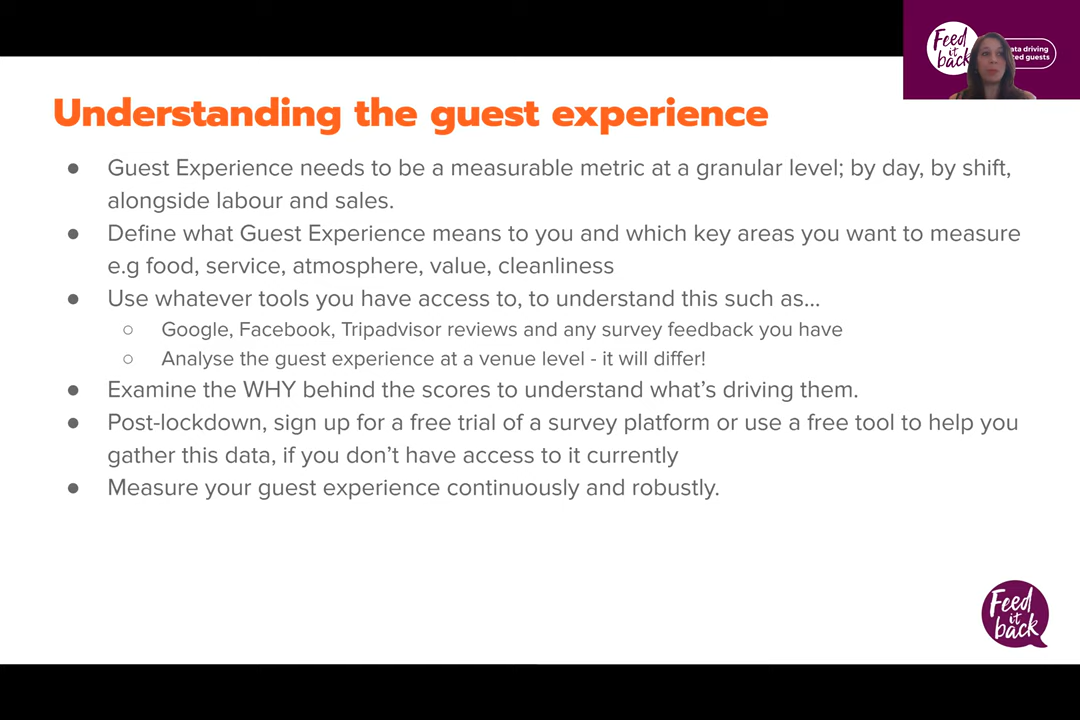 Feed
it
back
ata driving
ted guests
Understanding the guest experience
● Guest Experience needs to be a measurable metric at a granular level; by day, by shift,
alongside labour and sales.
● Define what Guest Experience means to you and which key areas you want to measure
e.g food, service, atmosphere, value, cleanliness
● Use whatever tools you have access to, to understand this such as...
○ Google, Facebook, Tripadvisor reviews and any survey feedback you have
○ Analyse the guest experience at a venue level - it will differ!
● Examine the WHY behind the scores to understand what's driving them.
● Post-lockdown, sign up for a free trial of a survey platform or use a free tool to help you
gather this data, if you don't have access to it currently
● Measure your guest experience continuously and robustly.
Feed
it
back